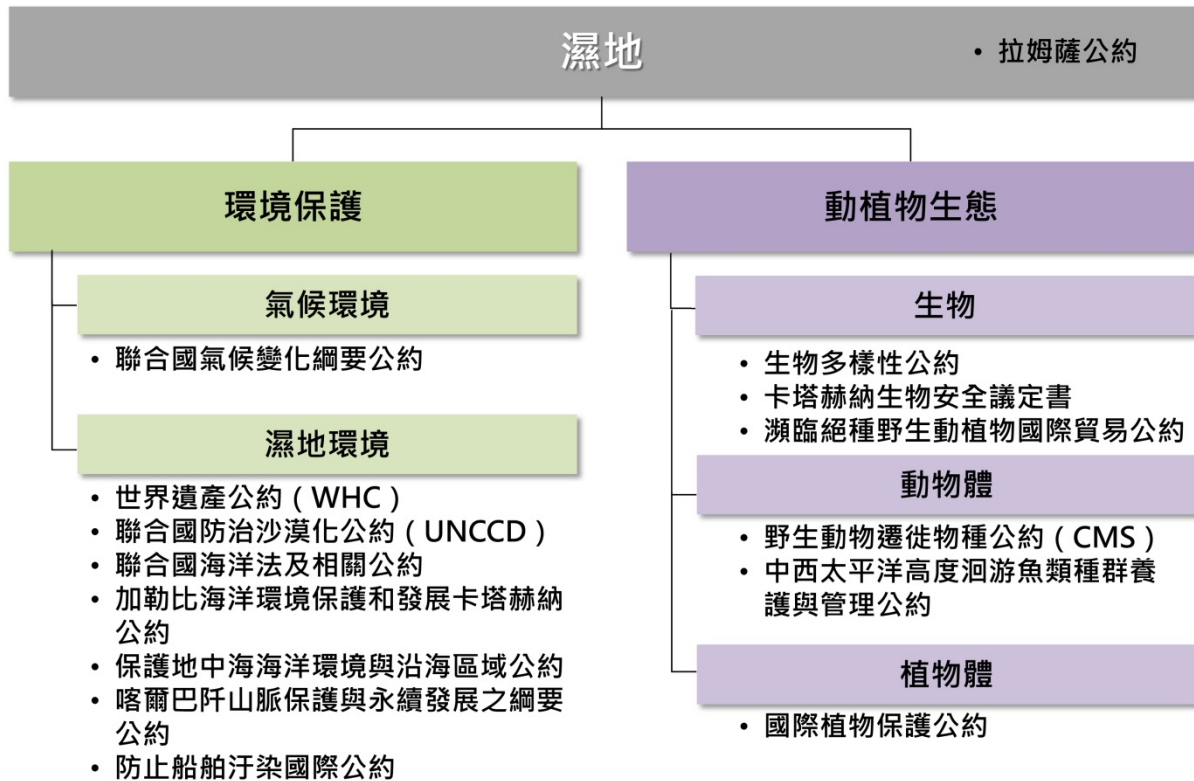 濕地
• 拉姆薩公約
環境保護
氣候環境
• 聯合國氣候變化綱要公約
濕地環境
• 世界遺產公約（WHC）
• 聯合國防治沙漠化公約（UNCCD）
• 聯合國海洋法及相關公約
• 加勒比海洋環境保護和發展卡塔赫納
公約
• 保護地中海海洋環境與沿海區域公約
• 喀爾巴阡山脈保護與永續發展之綱要
公約
• 防止船舶汙染國際公約
動植物生態
生物
• 生物多樣性公約
• 卡塔赫納生物安全議定書
• 瀕臨絕種野生動植物國際貿易公約
動物體
• 野生動物遷徙物種公約（CMS）
• 中西太平洋高度洄游魚類種群養
護與管理公約
植物體
• 國際植物保護公約